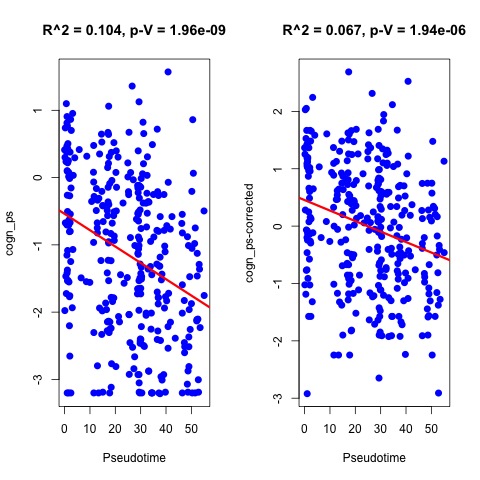 R^2 = 0.104, p-V = 1.96e-09
cogn_ps
1
0
-1
-2
-3
0 10 20 30 40 50
Pseudotime
R^2 = 0.067, p-V = 1.94e-06
cogn_ps-corrected
2
1
0
-1
-2
-3
0 10 20 30 40 50
Pseudotime